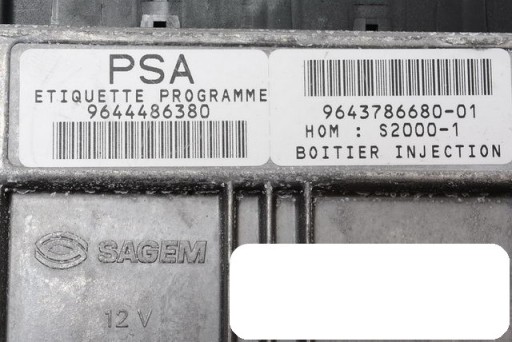 PSA
ETIQUETTE PROGRAMME
9644486380
9643786680-01
HOM : S2000-1
BOITIER INJECTION
SAGEM
12 V